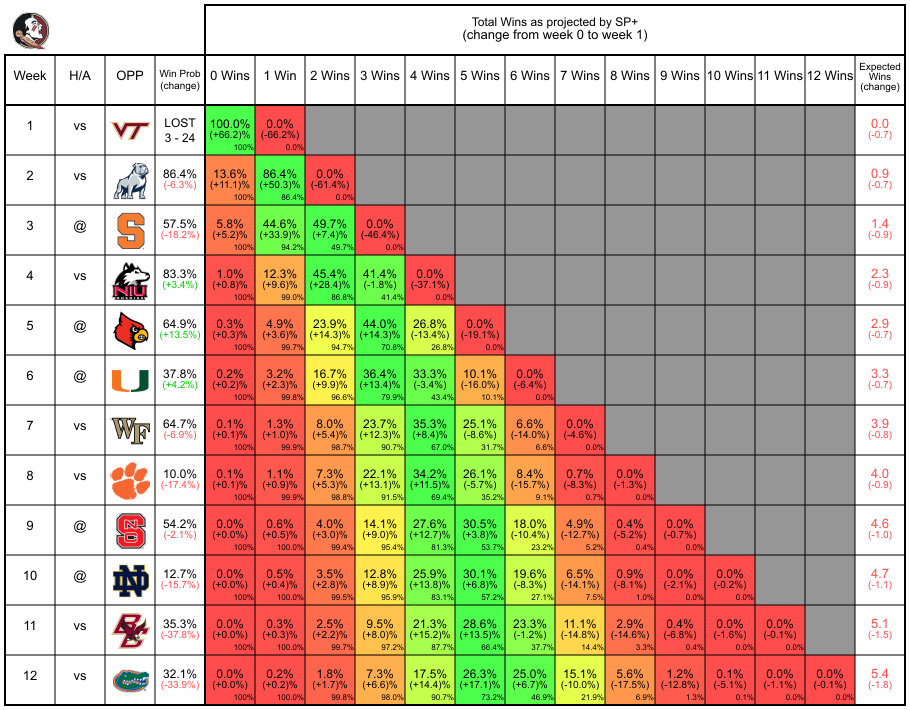 Total Wins as projected by SP+
(change from week 0 to week 1)
Week H/A OPP Win Prob (change) 0 Wins 1 Win 2 Wins 3 Wins 4 Wins 5 Wins 6 Wins 7 Wins 8 Wins 9 Wins 10 Wins 11 Wins 12 Wins Expected Wins (change)
1 vs VT LOST 100.0% 0.0% 0.0
3 - 24 (+66.2)% (-66.2)% (-0.7)
100% 0.0%
2 vs 86.4% 13.6% 86.4% 0.0% 0.9
(-6.3%) (+11.1)% (+50.3)% (-61.4)% (-0.7)
100% 86.4% 0.0%
3 @ S 57.5% 5.8% 44.6% 49.7% 0.0% 1.4
(-18.2%) (+5.2)% (+33.9)% (+7.4)% (-46.4)% (-0.9)
100% 94.2% 49.7% 0.0%
4 vs NIU 83.3% 1.0% 12.3% 45.4% 41.4% 0.0% 2.3
(+3.4%) (+0.8)% (+9.6)% (+28.4)% (-1.8)% (-37.1)% (-0.9)
100% 99.0% 86.8% 41.4% 0.0%
5 @ 64.9% 0.3% 4.9% 23.9% 44.0% 26.8% 0.0% 2.9
(+13.5%) (+0.3)% (+3.6)% (+14.3)% (+14.3)% (-13.4)% (-19.1)% (-0.7)
100% 99.7% 94.7% 70.8% 26.8% 0.0%
6 @ U 37.8% 0.2% 3.2% 16.7% 36.4% 33.3% 10.1% 0.0% 3.3
(+4.2%) (+0.2)% (+2.3)% (+9.9)% (+13.4)% (-3.4)% (-16.0)% (-6.4)% (-0.7)
100% 99.8% 96.6% 79.9% 43.4% 10.1% 0.0%
7 vs WF 64.7% 0.1% 1.3% 8.0% 23.7% 35.3% 25.1% 6.6% 0.0% 3.9
(-6.9%) (+0.1)% (+1.0)% (+5.4)% (+12.3)% (+8.4)% (-8.6)% (-14.0)% (-4.6)% (-0.8)
100% 99.9% 98.7% 90.7% 67.0% 31.7% 6.6% 0.0%
8 vs 10.0% 0.1% 1.1% 7.3% 22.1% 34.2% 26.1% 8.4% 0.7% 0.0% 4.0
(-17.4%) (+0.1)% (+0.9)% (+5.3)% (+13.1)% (+11.5)% (-5.7)% (-15.7)% (-8.3)% (-1.3)% (-0.9)
100% 99.9% 98.8% 91.5% 69.4% 35.2% 9.1% 0.7% 0.0%
9 @ NCS 54.2% 0.0% 0.6% 4.0% 14.1% 27.6% 30.5% 18.0% 4.9% 0.4% 0.0% 4.6
(-2.1%) (+0.0)% (+0.5)% (+3.0)% (+9.0)% (+12.7)% (+3.8)% (-10.4)% (-12.7)% (-5.2)% (-0.7)% (-1.0)
100% 100.0% 99.4% 95.4% 81.3% 53.7% 23.2% 5.2% 0.4% 0.0%
10 @ ND 12.7% 0.0% 0.5% 3.5% 12.8% 25.9% 30.1% 19.6% 6.5% 0.9% 0.0% 0.0% 4.7
(-15.7%) (+0.0)% (+0.4)% (+2.8)% (+8.9)% (+13.8)% (+6.8)% (-8.3)% (-14.1)% (-8.1)% (-2.1)% (-0.2)% (-1.1)
100% 100.0% 99.5% 95.9% 83.1% 57.2% 27.1% 7.5% 1.0% 0.0% 0.0%
11 vs BC 35.3% 0.0% 0.3% 2.5% 9.5% 21.3% 28.6% 23.3% 11.1% 2.9% 0.4% 0.0% 0.0% 5.1
(-37.8%) (+0.0)% (+0.3)% (+2.2)% (+8.0)% (+15.2)% (+13.5)% (-1.2)% (-14.8)% (-14.6)% (-6.8)% (-1.6)% (-0.1)% (-1.5)
100% 100.0% 99.7% 97.2% 87.7% 66.4% 37.7% 14.4% 3.3% 0.4% 0.0% 0.0%
12 vs 32.1% 0.0% 0.2% 1.8% 7.3% 17.5% 26.3% 25.0% 15.1% 5.6% 1.2% 0.1% 0.0% 0.0% 5.4
(-33.9%) (+0.0)% (+0.2)% (+1.7)% (+6.6)% (+14.4)% (+17.1)% (+6.7)% (-10.0)% (-17.5)% (-12.8)% (-5.1)% (-1.1)% (-0.1)% (-1.8)
100% 100.0% 99.8% 98.0% 90.7% 73.2% 46.9% 21.9% 6.9% 1.3% 0.1% 0.0% 0.0%